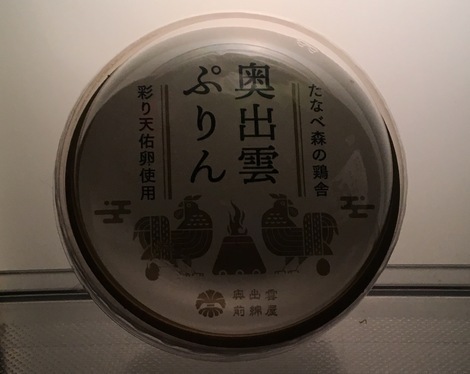 たなべ森の鶏舎
奥出雲
ぷりん
彩り天佑卵使用
奥出雲
前綿屋